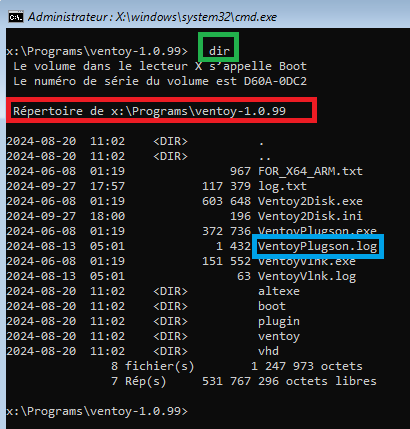 Administrateur : X:\windows\system32\cmd.exe
x:\Programs\ventoy-1.0.99> dir
Le volume dans le lecteur X s'appelle Boot
Le numéro de série du volume est D60A-0DC2
Répertoire de x:\Programs\ventoy-1.0.99
2024-08-20 11:02 <DIR> .
2024-08-20 11:02 <DIR> ..
2024-06-08 01:19 967 FOR_X64_ARM.txt
2024-09-27 17:57 117 379 log.txt
2024-06-08 01:19 603 648 Ventoy2Disk.exe
2024-09-27 18:00 196 Ventoy2Disk.ini
2024-06-08 01:19 372 736 VentoyPlugson.exe
2024-08-13 05:01 1 432 VentoyPlugson.log
2024-06-08 01:19 151 552 VentoyVlnk.exe
2024-08-13 05:01 63 VentoyVlnk.log
2024-08-20 11:02 <DIR> altexe
2024-08-20 11:02 <DIR> boot
2024-08-20 11:02 <DIR> plugin
2024-08-20 11:02 <DIR> ventoy
2024-08-20 11:02 <DIR> vhd
8 fichier(s) 1 247 973 octets
7 Rép(s) 531 767 296 octets libres
x:\Programs\ventoy-1.0.99>